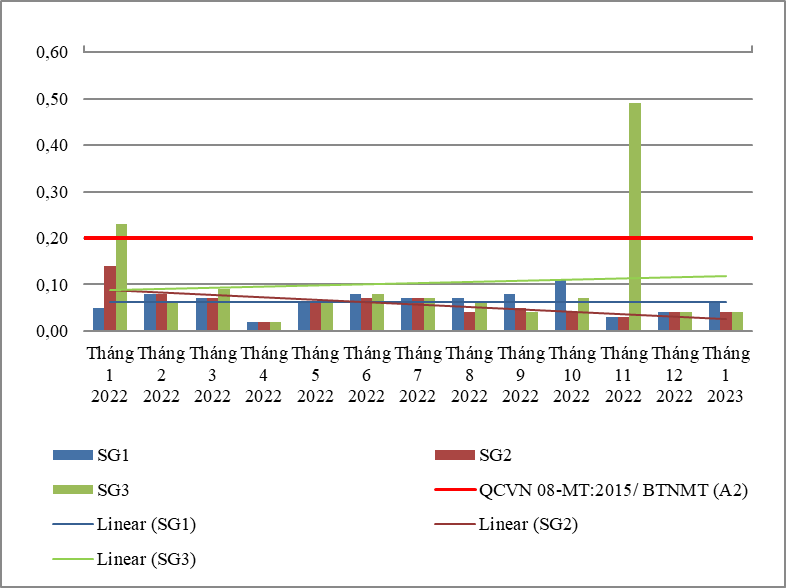 0,60
0,50
0,40
0,30
0,20
0,10
0,00
Tháng Tháng Tháng Tháng Tháng Tháng Tháng Tháng Tháng Tháng Tháng Tháng Tháng
1 2 3 4 5 6 7 8 9 10 11 12 1
2022 2022 2022 2022 2022 2022 2022 2022 2022 2022 2022 2022 2023
SG1 SG2
SG3 QCVN 08-MT:2015/ BTNMT (A2)
Linear (SG1) Linear (SG2)
Linear (SG3)